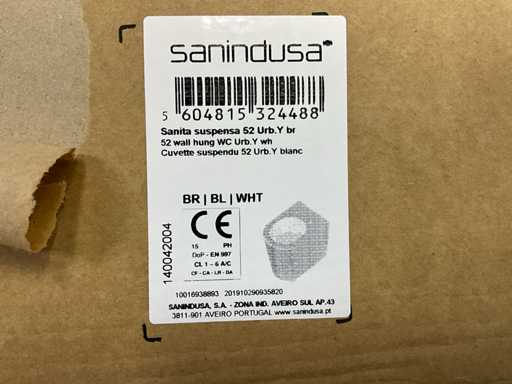 sanindusa
5 604815 324488
Sanita suspensa 52 Urb.Y br
52 wall hung WC Urb.Y wh
Cuvette suspendu 52 Urb.Y blanc
BR | BL | WHT
140042004
CE
15 PH
DoP - EN 997
CL 1 - 6 A/C
CF - CA - LR - DA
10016938893 201910290935820
SANINDUSA, S.A. - ZONA IND. AVEIRO SUL AP.43
3811-901 AVEIRO PORTUGAL www.sanindusa.pt